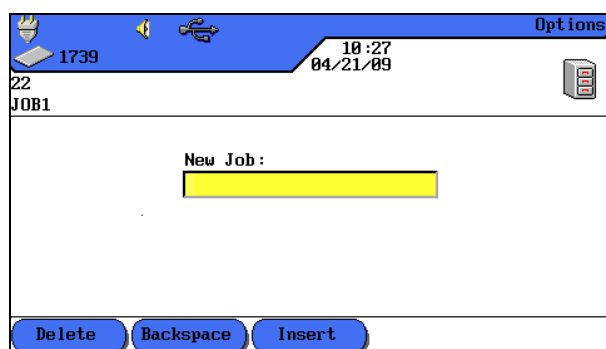 Options
1739
10:27
04/21/09
22
JOB1
New Job:
Delete Backspace Insert